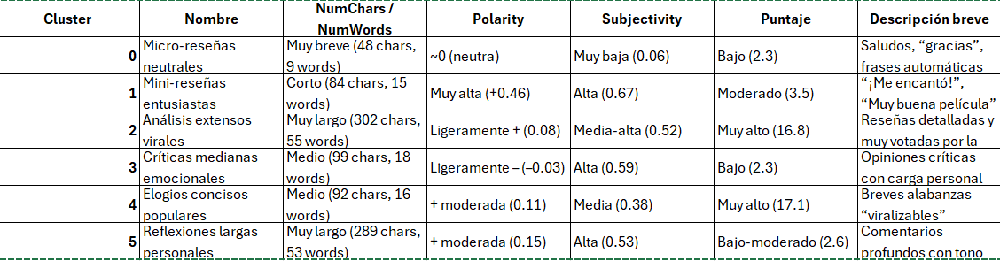 Cluster Nombre NumChars / NumWords Polarity Subjectivity Puntaje Descripción breve
0 Micro-reseñas neutrales Muy breve (48 chars, 9 words) ~0 (neutra) Muy baja (0.06) Bajo (2.3) Saludos, “gracias”, frases automáticas
1 Mini-reseñas entusiastas Corto (84 chars, 15 words) Muy alta (+0.46) Alta (0.67) Moderado (3.5) “¡Me encantó!”, “Muy buena película”
2 Análisis extensos virales Muy largo (302 chars, 55 words) Ligeramente + (0.08) Media-alta (0.52) Muy alto (16.8) Reseñas detalladas y muy votadas por la
3 Críticas medianas emocionales Medio (99 chars, 18 words) Ligeramente – (–0.03) Alta (0.59) Bajo (2.3) Opiniones críticas con carga personal
4 Elogios concisos populares Medio (92 chars, 16 words) + moderada (0.11) Media (0.38) Muy alto (17.1) Breves alabanzas “viralizables”
5 Reflexiones largas personales Muy largo (289 chars, 53 words) + moderada (0.15) Alta (0.53) Bajo-moderado (2.6) Comentarios profundos con tono